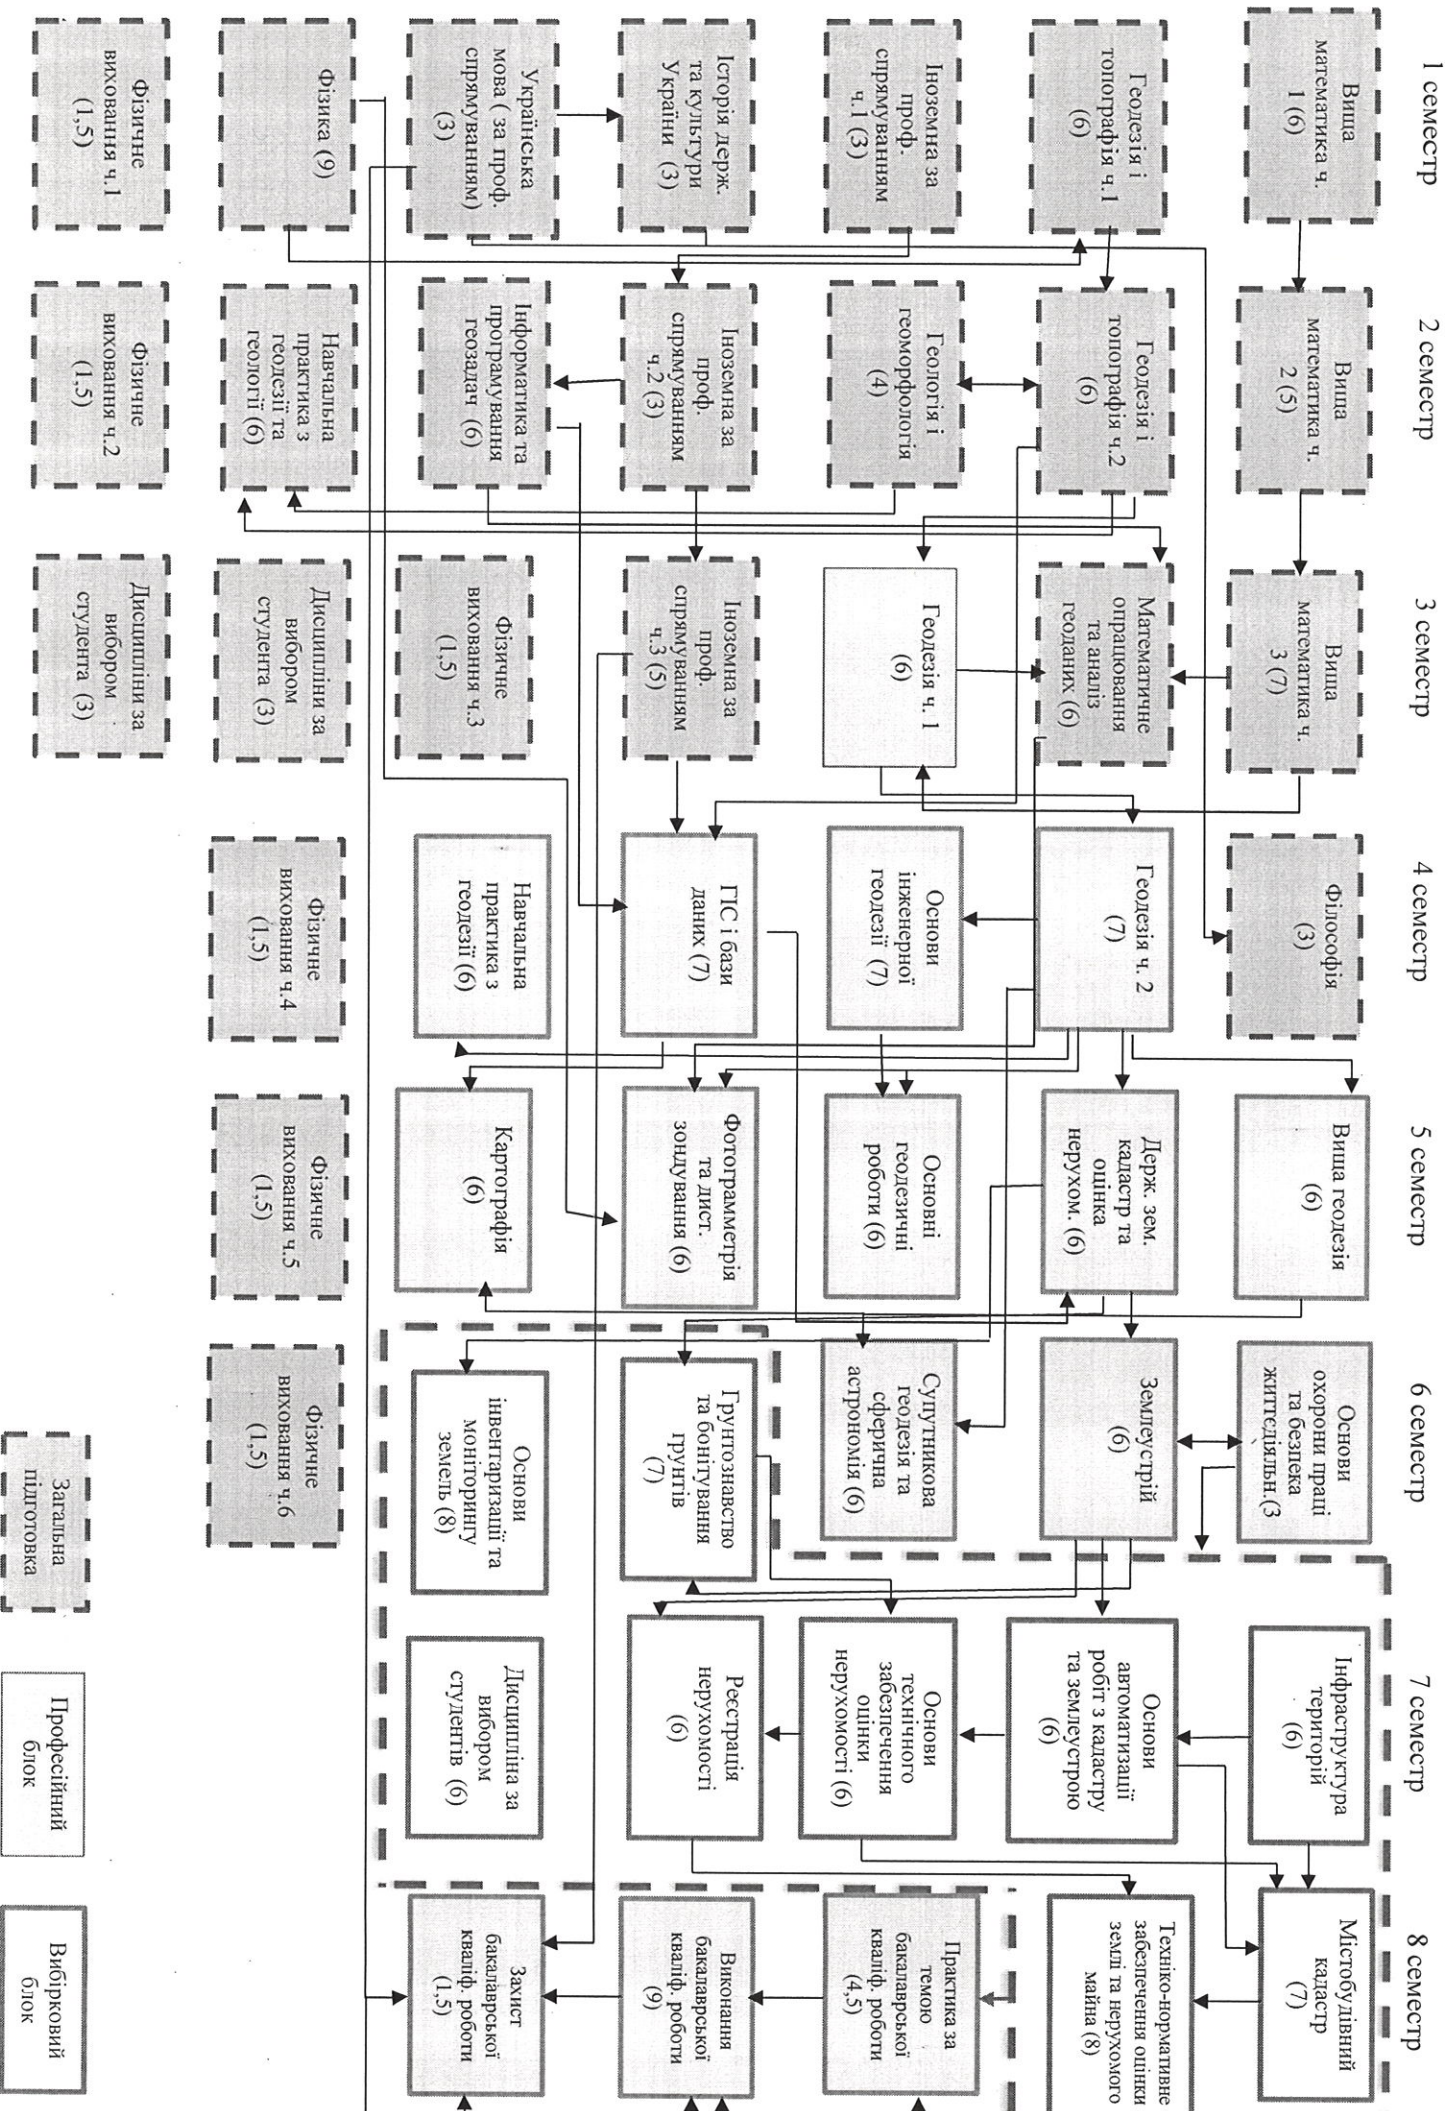 1 семестр
Вища
математика ч.
1 (6)
Геодезія і
топографія ч.1
(6)
Іноземна за
проф.
спрямуванням
ч.1 (3)
Історія держ.
та культури
України (3)
Українська
мова ( за проф.
спрямуванням)
(3)
Фізика (9)
Фізичне
виховання ч.1
(1,5)
2 семестр
Вища
математика ч.
2 (5)
Геодезія і
топографія ч.2
(6)
Геологія і
геоморфологія
(4)
Іноземна за
проф.
спрямуванням
ч.2 (3)
Інформатика та
програмування
геозадач (6)
Навчальна
практика з
геодезії та
геології (6)
Фізичне
виховання ч.2
(1,5)
3 семестр
Вища
математика ч.
3 (7)
Математичне
опрацювання
та аналіз
геоданих (6)
Геодезія ч. 1
(6)
Іноземна за
проф.
спрямуванням
ч.3 (5)
Фізичне
виховання ч.3
(1,5)
Дисципліни за
вибором
студента (3)
Дисципліни за
вибором
студента (3)
4 семестр
Філософія
(3)
Геодезія ч. 2
(7)
Основи
інженерної
геодезії (7)
ГІС і бази
даних (7)
Навчальна
практика з
геодезії (6)
Фізичне
виховання ч.4
(1,5)
5 семестр
Вища геодезія
(6)
Держ. зем.
кадастр та
оцінка
нерухом. (6)
Основні
геодезичні
роботи (6)
Фотограмметрія
та дист.
зондування (6)
Картографія
(6)
Фізичне
виховання ч.5
(1,5)
6 семестр
Основи
охорони праці
та безпека
життєдіяльн.(3
Землеустрій
(6)
Супутникова
геодезія та
сферична
астрономія (6)
Грунтознавство
та бонітування
грунтів
(7)
Основи
інвентаризації та
моніторингу
земель (8)
Фізичне
виховання ч.6
(1,5)
7 семестр
Інфраструктура
територій
(6)
Основи
автоматизації
робіт з кадастру
та землеустрою
(6)
Основи
технічного
забезпечення
оцінки
нерухомості (6)
Реєстрація
нерухомості
(6)
Дисципліна за
вибором
студентів (6)
8 семестр
Містобудівний
кадастр
(7)
Техніко-нормативне
забезпечення оцінки
землі та нерухомого
майна (8)
Практика за
темою
бакалаврської
кваліф. роботи
(4,5)
Виконання
бакалаврської
кваліф. роботи
(9)
Захист
бакалаврської
кваліф. роботи
(1,5)
Загальна
підготовка
Професійний
блок
Вибірковий
блок